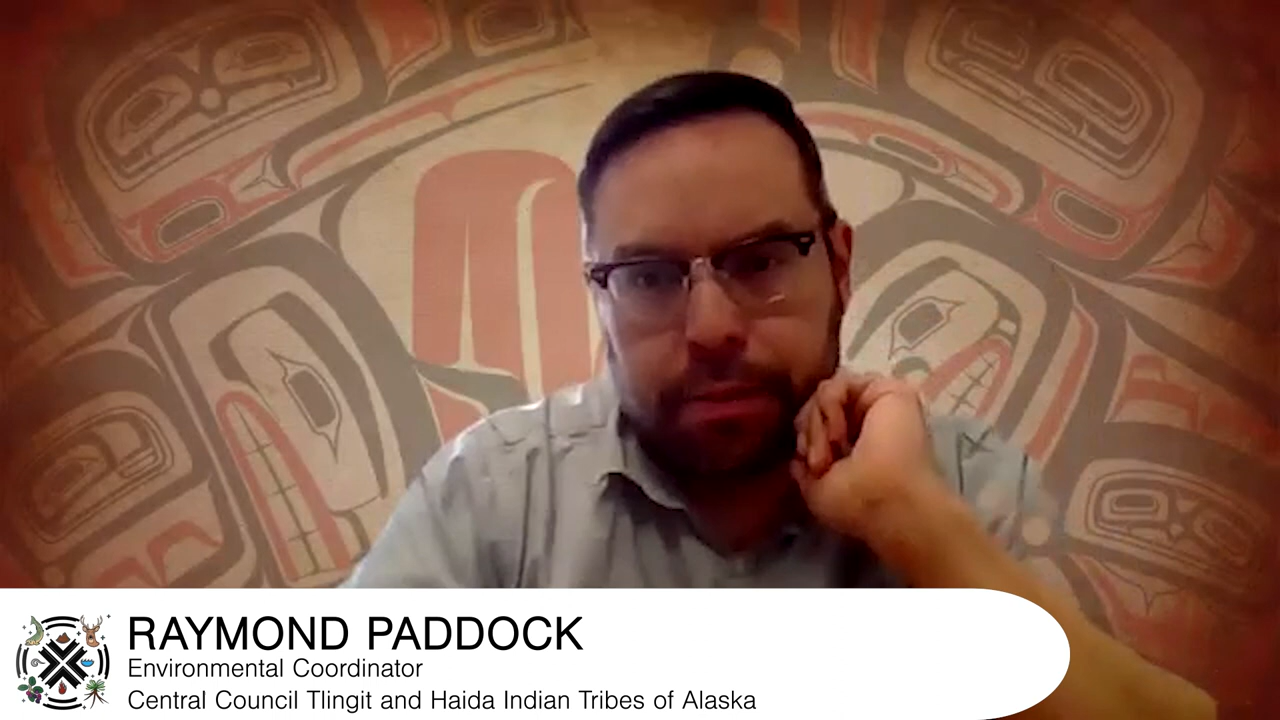 RAYMOND PADDOCK
Environmental Coordinator
Central Council Tlingit and Haida Indian Tribes of Alaska